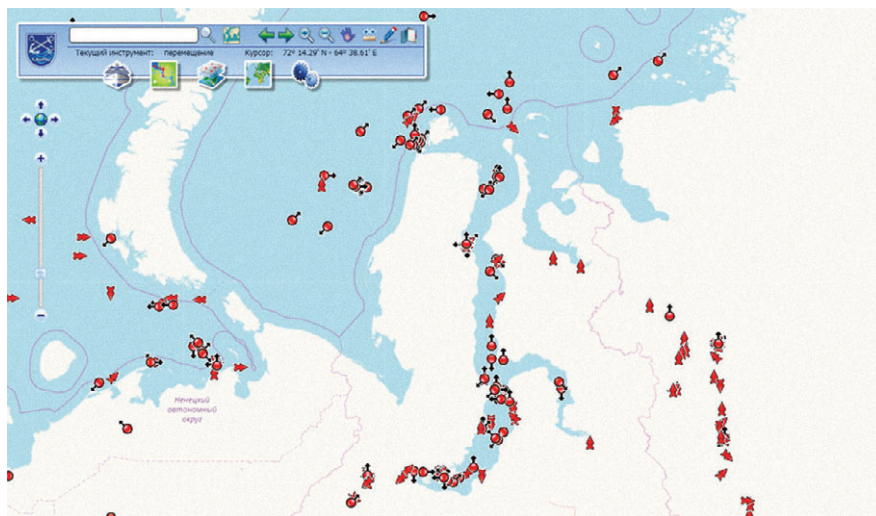 Текущий инструмент: перемещение Курсор: 72° 14.29' N - 64° 38.61' E
Ненецкий
автономный
округ